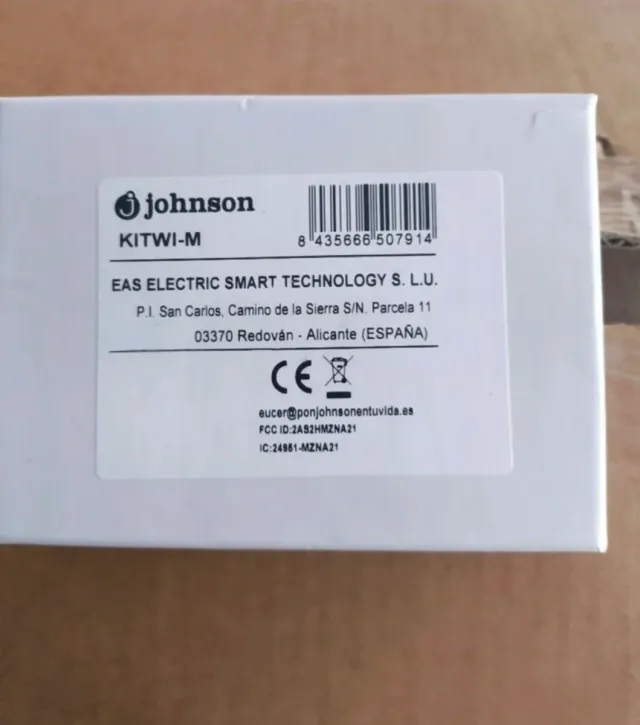 johnson
KITWI-M
8 435666 507914
EAS ELECTRIC SMART TECHNOLOGY S. L.U.
P.I. San Carlos, Camino de la Sierra S/N, Parcela 11
03370 Redován - Alicante (ESPAÑA)
CE
eucer@ponjohnsonentuvida.es
FCC ID:2AS2HMZNA21
IC:24951-MZNA21